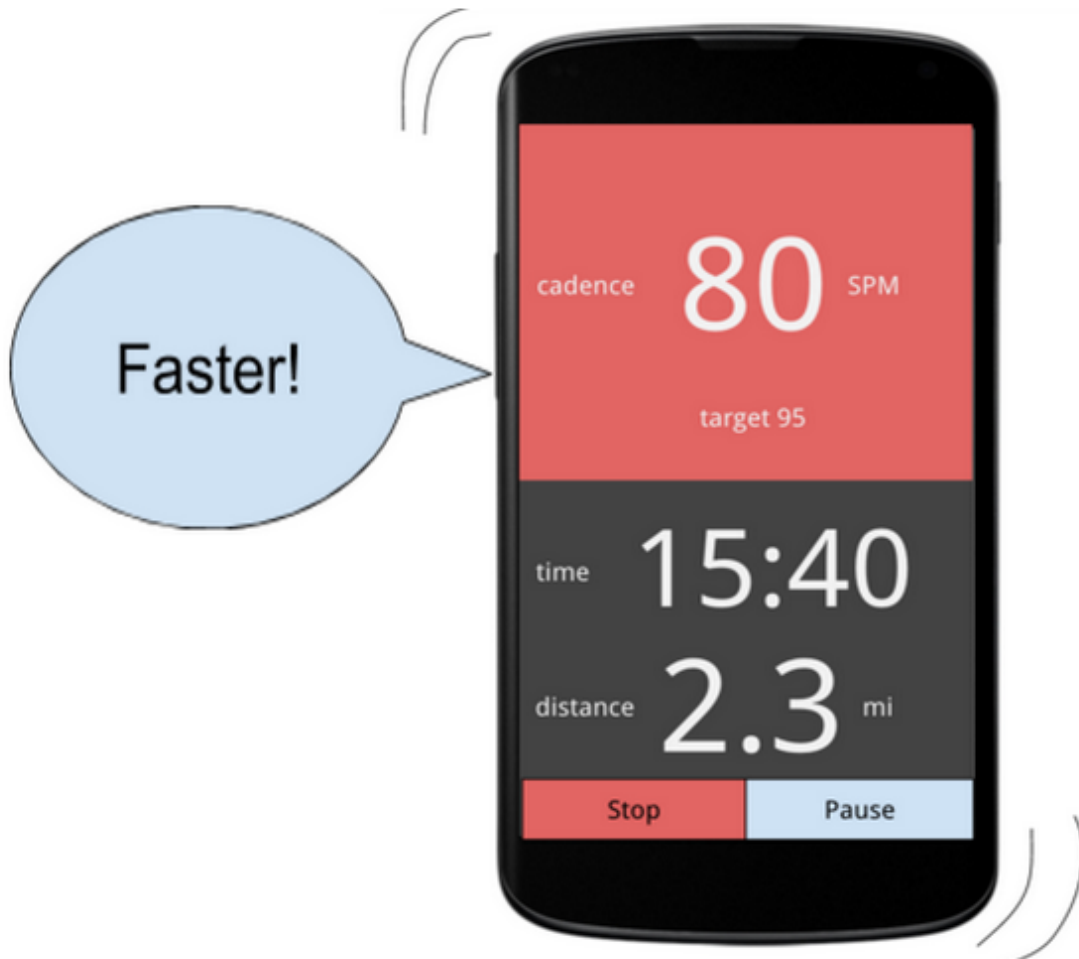 Faster!
cadence 80 SPM
target 95
time 15:40
distance 2.3 mi
Stop Pause